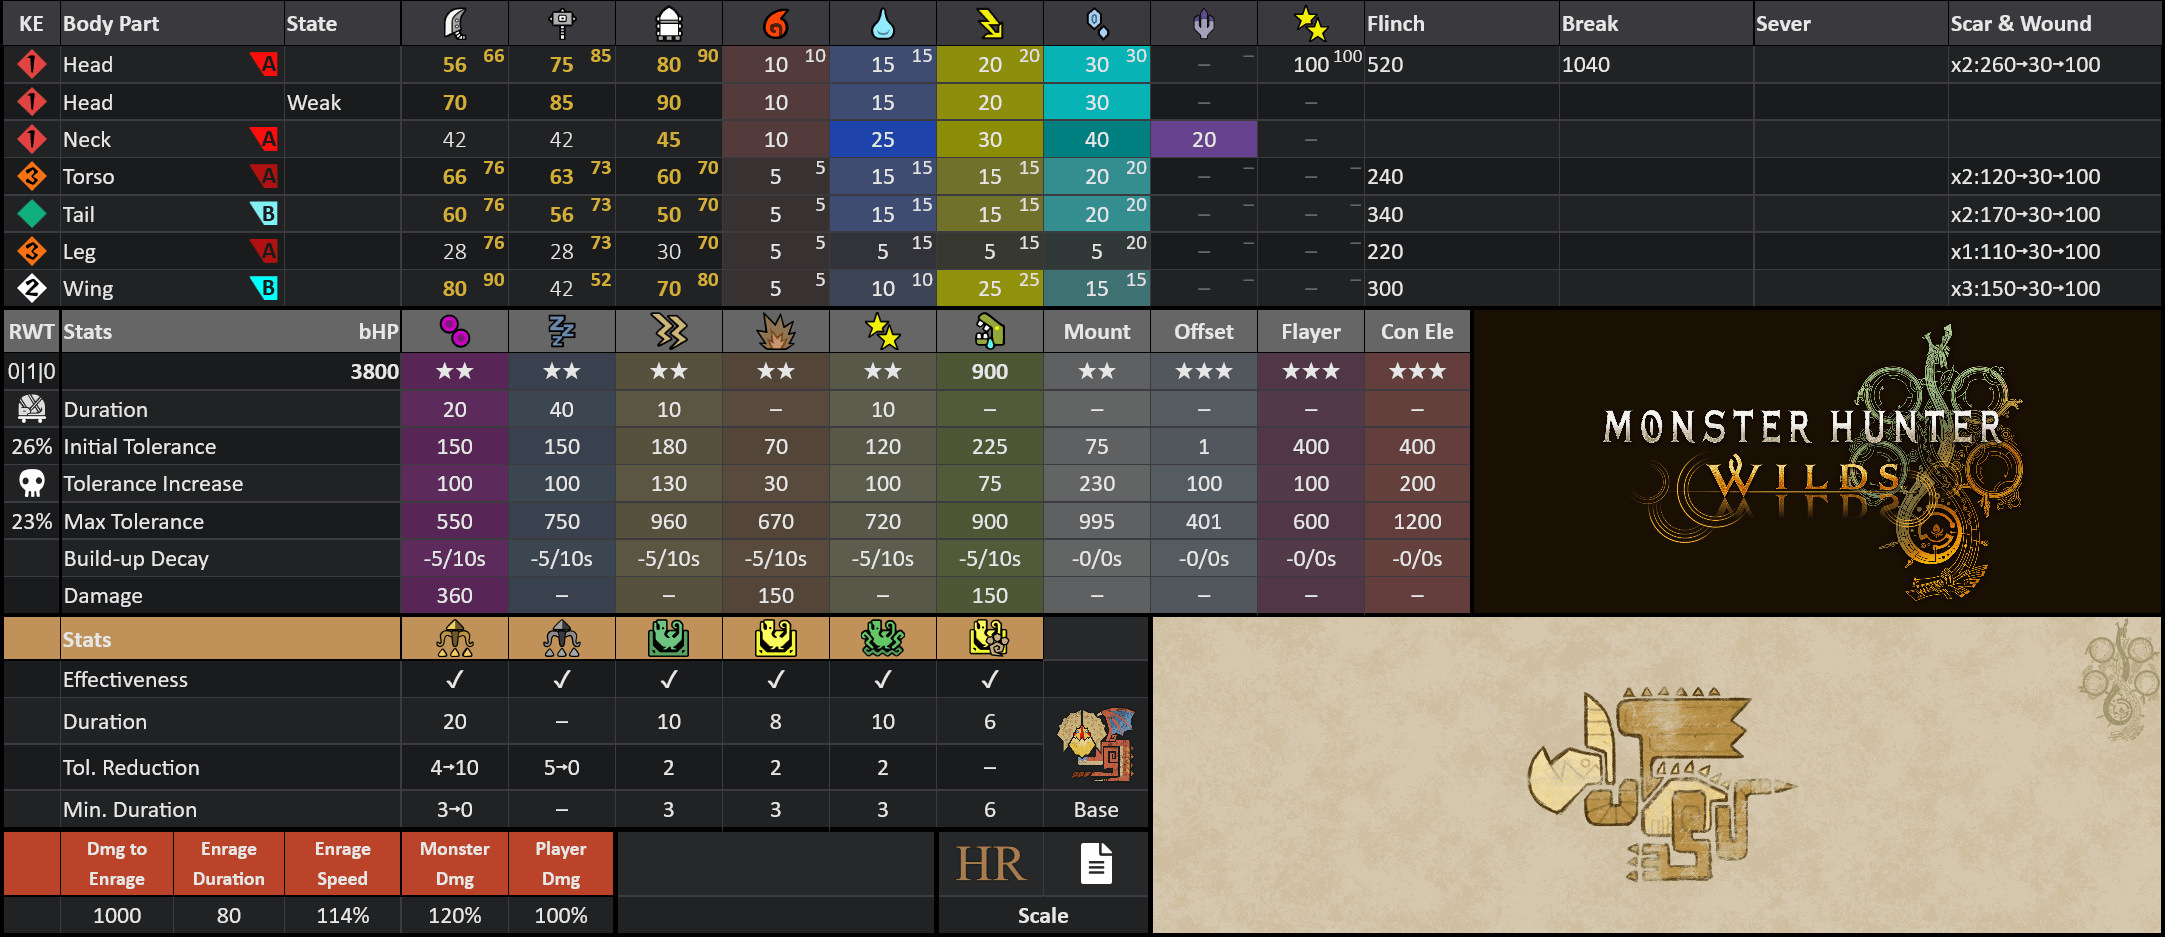 KE Body Part State Flinch Break Sever Scar & Wound
1 Head A 56 66 75 85 80 90 10 10 15 15 20 20 30 30 – – 100 100 520 1040 x2:260→30→100
1 Head Weak 70 85 90 10 15 20 30 – –
1 Neck A 42 42 45 10 25 30 40 20 –
3 Torso A 66 76 63 73 60 70 5 5 15 15 15 15 20 20 – – – – 240 x2:120→30→100
Tail B 60 76 56 73 50 70 5 5 15 15 15 15 20 20 – – – – 340 x2:170→30→100
3 Leg A 28 76 28 73 30 70 5 5 5 15 5 15 5 20 – – – – 220 x1:110→30→100
2 Wing B 80 90 42 52 70 80 5 5 10 10 25 25 15 15 – – – – 300 x3:150→30→100
RWT Stats bHP Mount Offset Flayer Con Ele
0|1|0 3800 ★★ ★★ ★★ ★★ ★★ 900 ★★ ★★★ ★★★ ★★★
Duration 20 40 10 – 10 – – – – –
26% Initial Tolerance 150 150 180 70 120 225 75 1 400 400
Tolerance Increase 100 100 130 30 100 75 230 100 100 200
23% Max Tolerance 550 750 960 670 720 900 995 401 600 1200
Build-up Decay -5/10s -5/10s -5/10s -5/10s -5/10s -5/10s -0/0s -0/0s -0/0s -0/0s
Damage 360 – – 150 – 150 – – – –
MONSTER HUNTER
WILDS
Stats
Effectiveness ✓ ✓ ✓ ✓ ✓ ✓
Duration 20 – 10 8 10 6
Tol. Reduction 4→10 5→0 2 2 2 –
Min. Duration 3→0 – 3 3 3 6 Base
Dmg to Enrage Enrage Monster Player
Enrage Duration Speed Dmg Dmg
HR
1000 80 114% 120% 100% Scale